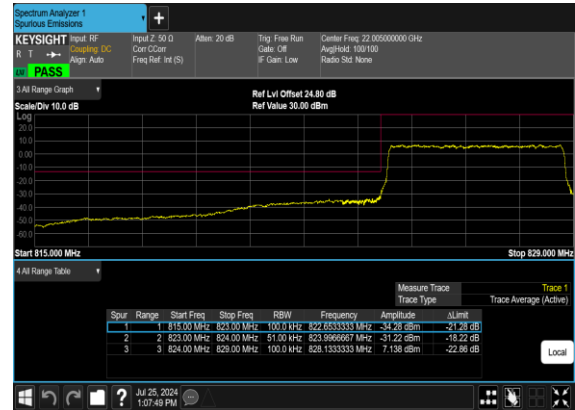 Spectrum Analyzer 1
Spurious Emissions
+
KEYSIGHT Input: RF Input Z: 50 Ω Atten: 20 dB Trig: Free Run Center Freq: 22.005000000 GHz
R T Coupling: DC Corr CCorr Gate: Off Avg|Hold: 100/100
Align: Auto Freq Ref: Int (S) IF Gain: Low Radio Std: None
PASS
3 All Range Graph
Ref Lvl Offset 24.80 dB
Scale/Div 10.0 dB Ref Value 30.00 dBm
Log
20.0
10.0
0.00
-10.0
-20.0
-30.0
-40.0
-50.0
-60.0
Start 815.000 MHz Stop 829.000 MHz
4 All Range Table
Measure Trace Trace 1
Trace Type Trace Average (Active)
Spur Range Start Freq Stop Freq RBW Frequency Amplitude ΔLimit
1 1 815.00 MHz 823.00 MHz 100.0 kHz 822.6533333 MHz -34.28 dBm -21.28 dB
2 2 823.00 MHz 824.00 MHz 51.00 kHz 823.9966667 MHz -31.22 dBm -18.22 dB
3 3 824.00 MHz 829.00 MHz 100.0 kHz 828.1333333 MHz 7.138 dBm -22.86 dB
Local
? Jul 25, 2024
1:07:49 PM